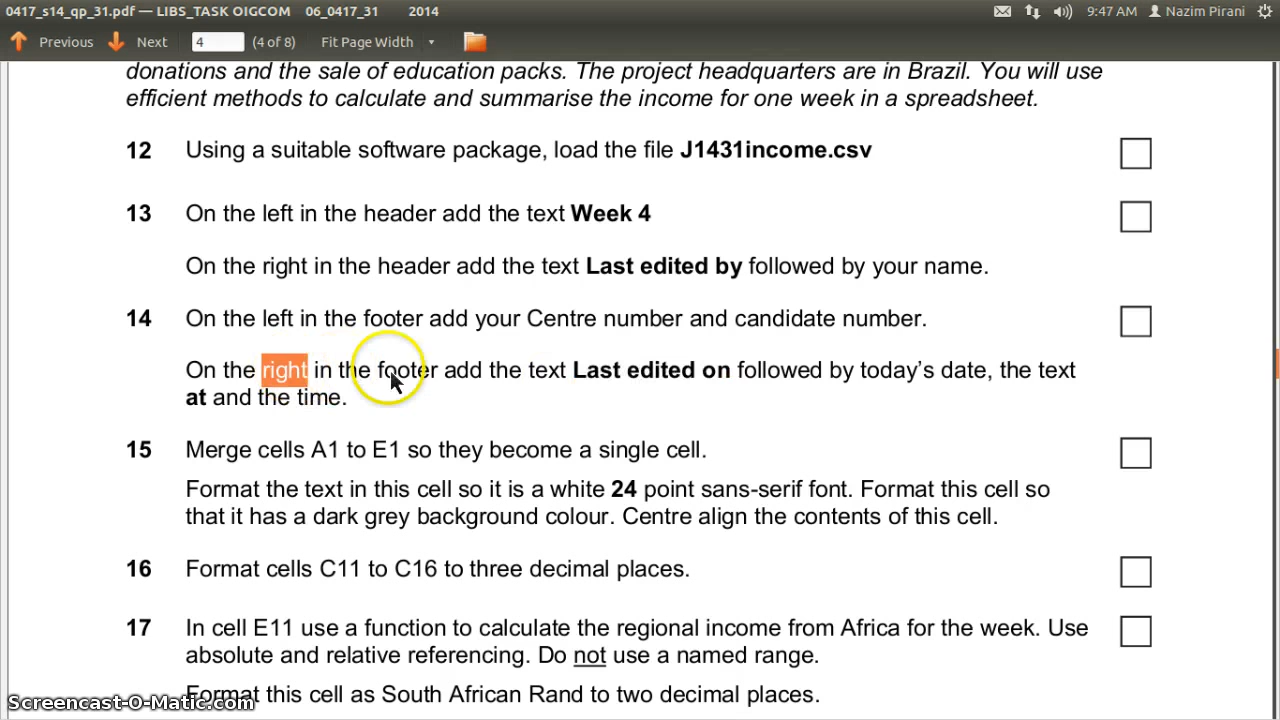 0417_s14_qp_31.pdf — LIBS_TASK OIGCOM 06_0417_31 2014 9:47 AM Nazim Pirani
Previous Next 4 (4 of 8) Fit Page Width
donations and the sale of education packs. The project headquarters are in Brazil. You will use
efficient methods to calculate and summarise the income for one week in a spreadsheet.
12 Using a suitable software package, load the file J1431income.csv
13 On the left in the header add the text Week 4
On the right in the header add the text Last edited by followed by your name.
14 On the left in the footer add your Centre number and candidate number.
On the right in the footer add the text Last edited on followed by today's date, the text
at and the time.
15 Merge cells A1 to E1 so they become a single cell.
Format the text in this cell so it is a white 24 point sans-serif font. Format this cell so
that it has a dark grey background colour. Centre align the contents of this cell.
16 Format cells C11 to C16 to three decimal places.
17 In cell E11 use a function to calculate the regional income from Africa for the week. Use
absolute and relative referencing. Do not use a named range.
Format this cell as South African Rand to two decimal places.
Screencast-O-Matic.com